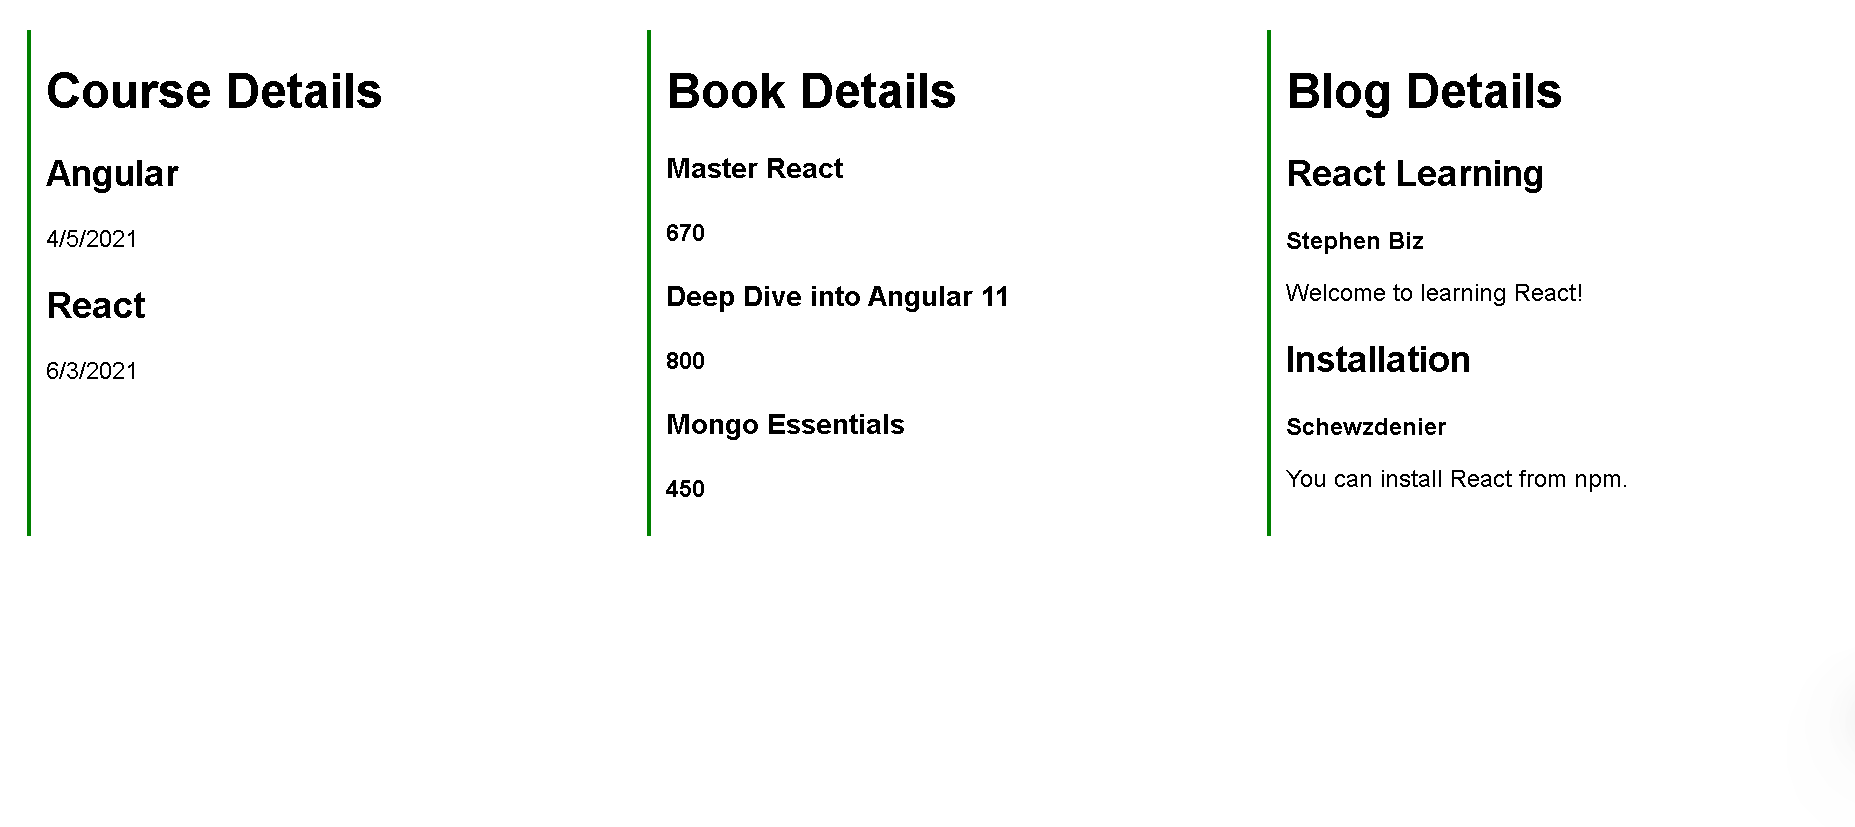 Course Details
Angular
4/5/2021
React
6/3/2021
Book Details
Master React
670
Deep Dive into Angular 11
800
Mongo Essentials
450
Blog Details
React Learning
Stephen Biz
Welcome to learning React!
Installation
Schewzdenier
You can install React from npm.